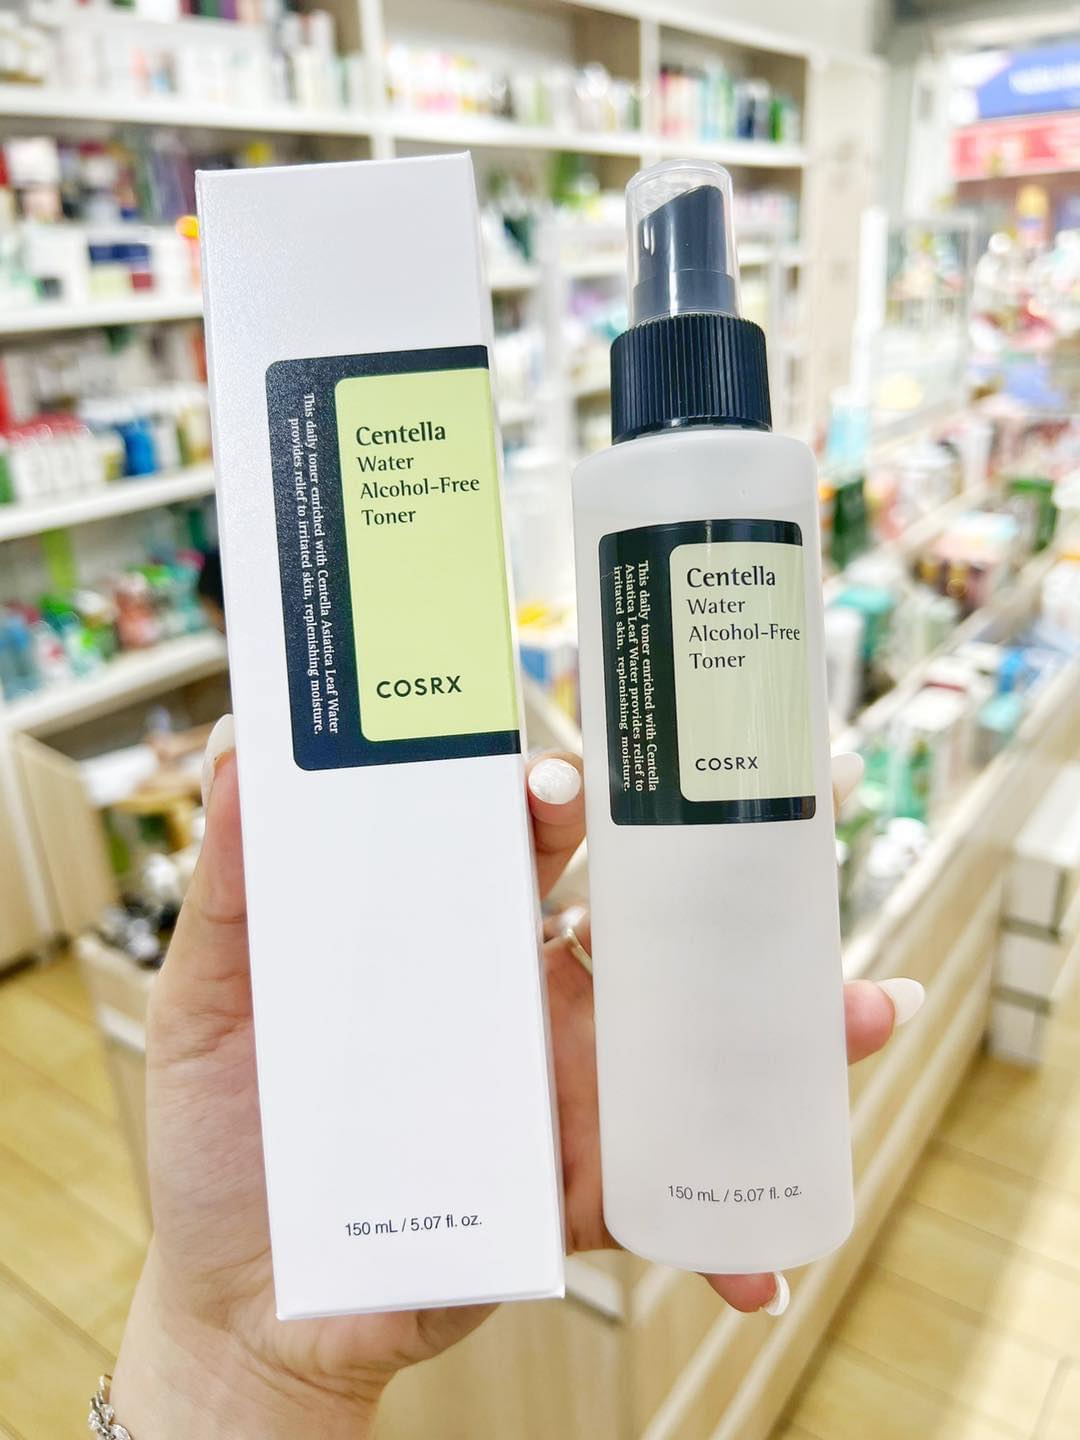 Centella
Water
Alcohol-Free
Toner
This daily toner enriched with Centella Asiatica Leaf Water
provides relief to irritated skin, replenishing moisture.
COSRX
150 mL / 5.07 fl. oz.
Centella
Water
Alcohol-Free
Toner
This daily toner enriched with Centella
Asiatica Leaf Water provides relief to
irritated skin, replenishing moisture.
COSRX
150 mL / 5.07 fl. oz.